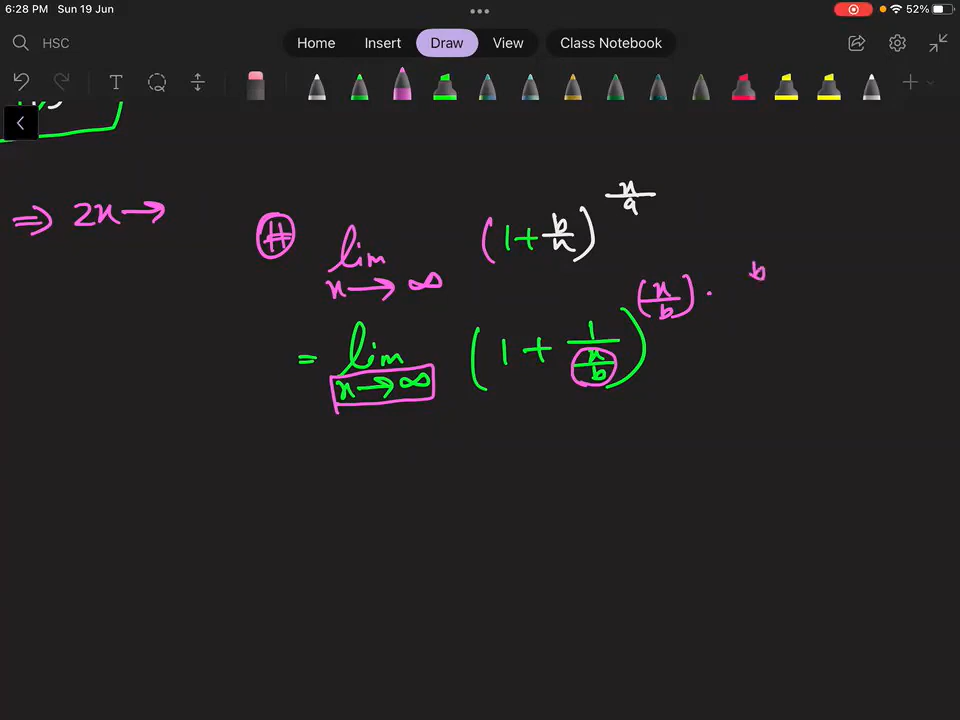 6:28 PM Sun 19 Jun
52%
HSC
Home Insert Draw View Class Notebook
T
⇒ 2x→
(H) lim x→∞ (1 + b/x)^(x/a)
= lim x→∞ (1 + 1/(x/b))^(x/b) · b